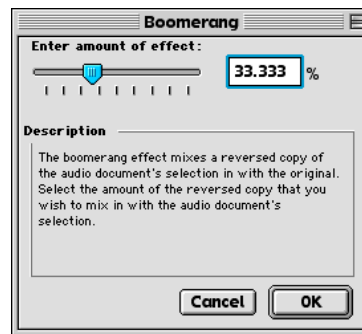 Boomerang
Enter amount of effect:
33.333 %
Description
The boomerang effect mixes a reversed copy of
the audio document's selection in with the original.
Select the amount of the reversed copy that you
wish to mix in with the audio document's
selection.
Cancel OK